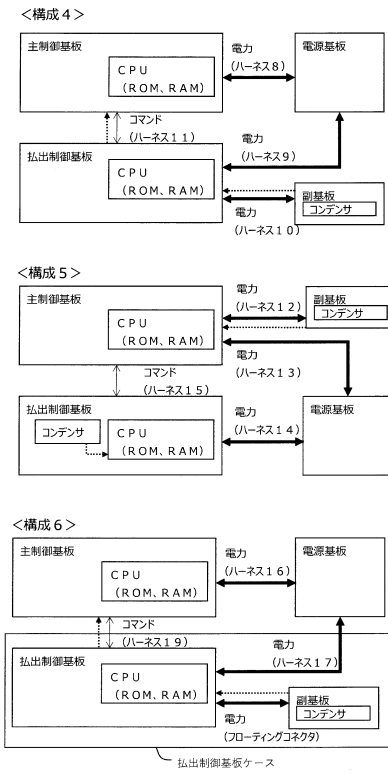 ＜構成４＞
主制御基板
ＣＰＵ
（ROM、RAM）
電力
（ハーネス８）
電源基板
コマンド
（ハーネス１１）
電力
（ハーネス９）
払出制御基板
ＣＰＵ
（ROM、RAM）
副基板
コンデンサ
電力
（ハーネス１０）
＜構成５＞
主制御基板
ＣＰＵ
（ROM、RAM）
電力
（ハーネス１２）
副基板
コンデンサ
電力
（ハーネス１３）
コマンド
（ハーネス１５）
払出制御基板
コンデンサ
ＣＰＵ
（ROM、RAM）
電力
（ハーネス１４）
電源基板
＜構成６＞
主制御基板
ＣＰＵ
（ROM、RAM）
電力
（ハーネス１６）
電源基板
コマンド
（ハーネス１９）
電力
（ハーネス１７）
払出制御基板
ＣＰＵ
（ROM、RAM）
副基板
コンデンサ
電力
（フローティングコネクタ）
払出制御基板ケース